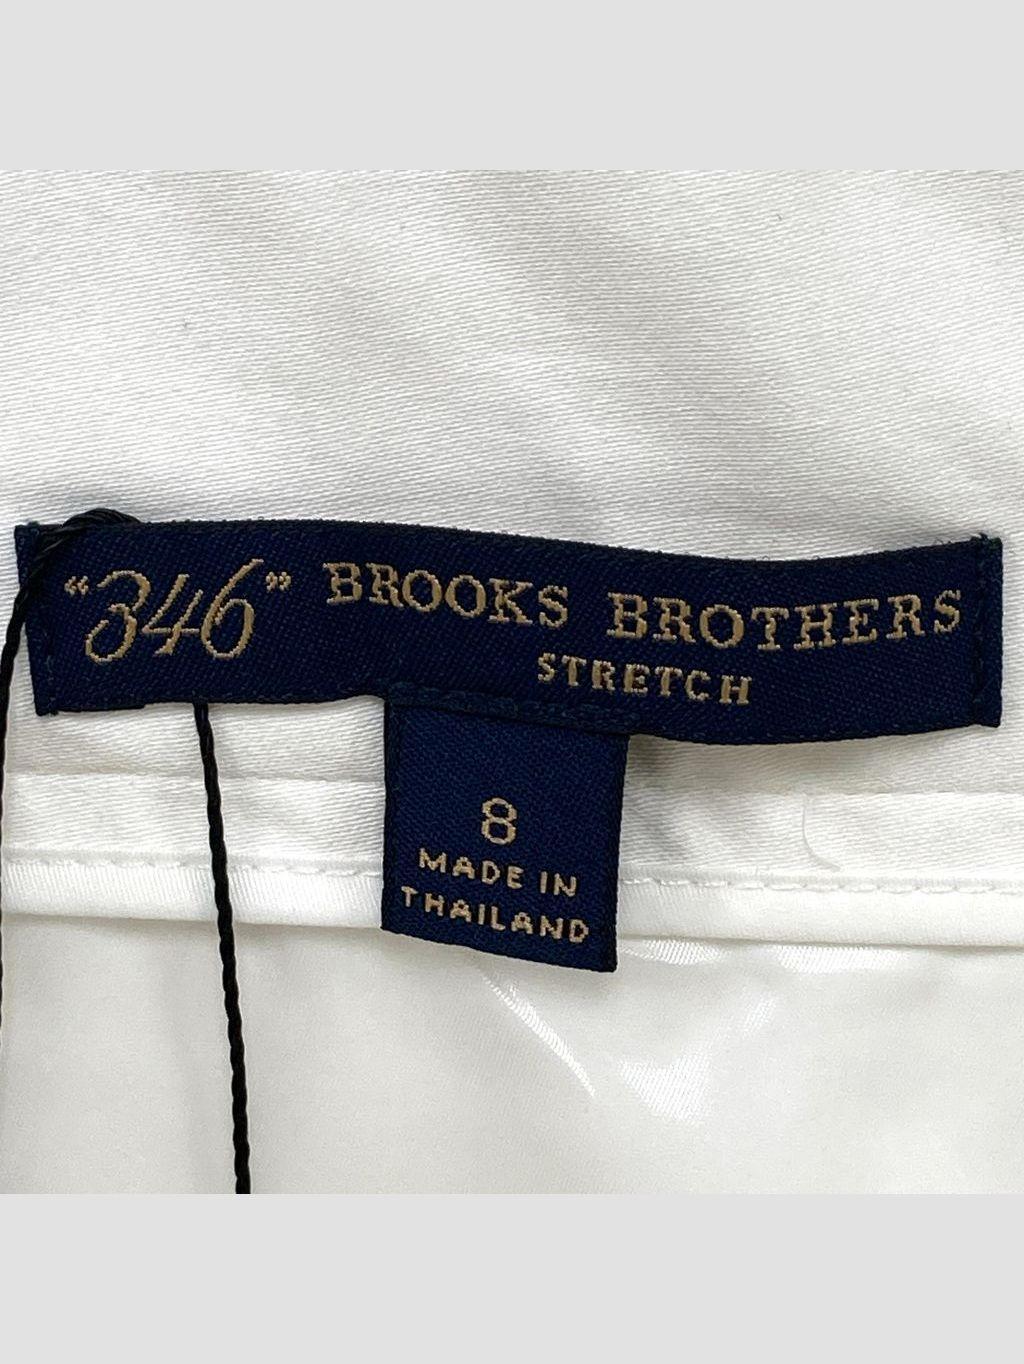 "346" BROOKS BROTHERS
STRETCH
8
MADE IN
THAILAND